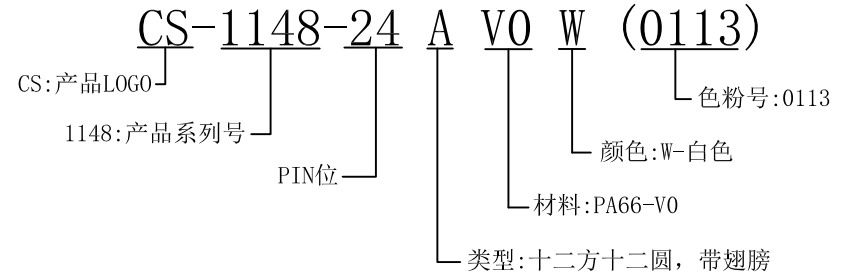 CS-1148-24 A V0 W (0113)
CS:产品LOGO
色粉号:0113
1148:产品系列号
颜色:W-白色
PIN位
材料:PA66-V0
类型:十二方十二圆，带翅膀